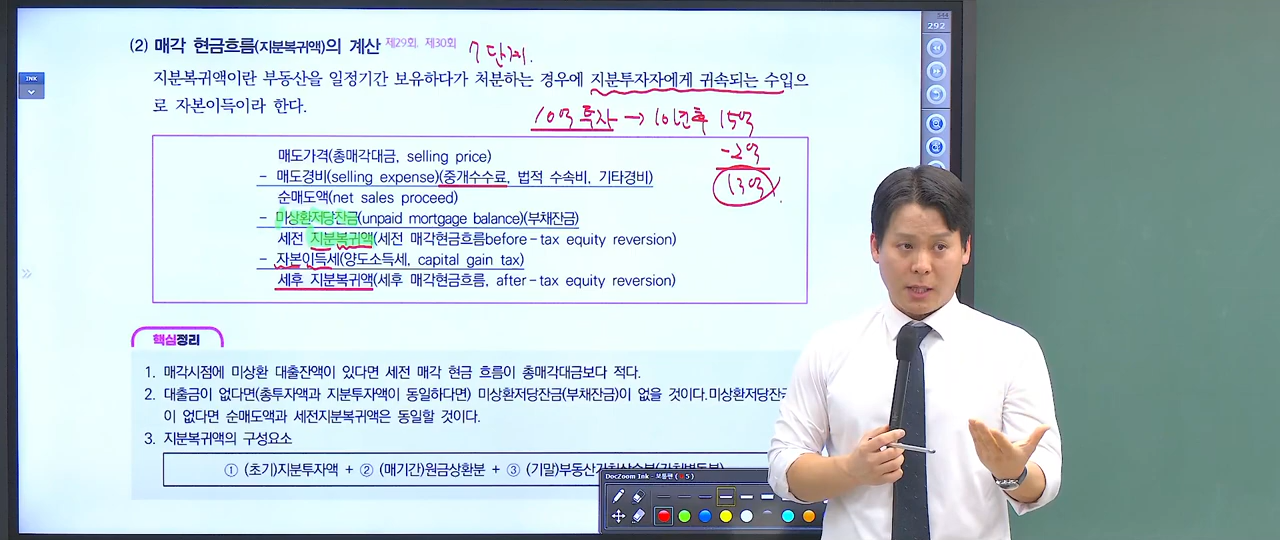 544
292
INK
(2) 매각 현금흐름(지분복귀액)의 계산 제29회, 제30회 7단계.
지분복귀액이란 부동산을 일정기간 보유하다가 처분하는 경우에 지분투자자에게 귀속되는 수입으
로 자본이득이라 한다.
10억 투자 → 10년후 15억
-2억
13억
매도가격(총매각대금, selling price)
- 매도경비(selling expense)(중개수수료, 법적 수속비, 기타경비)
순매도액(net sales proceed)
- 미상환저당잔금(unpaid mortgage balance)(부채잔금)
세전 지분복귀액(세전 매각현금흐름before-tax equity reversion)
- 자본이득세(양도소득세, capital gain tax)
세후 지분복귀액(세후 매각현금흐름, after-tax equity reversion)
핵심정리
1. 매각시점에 미상환 대출잔액이 있다면 세전 매각 현금 흐름이 총매각대금보다 적다.
2. 대출금이 없다면(총투자액과 지분투자액이 동일하다면) 미상환저당잔금(부채잔금)이 없을 것이다.미상환저당잔금
이 없다면 순매도액과 세전지분복귀액은 동일할 것이다.
3. 지분복귀액의 구성요소
① (초기)지분투자액 + ② (매기간)원금상환분 + ③ (기말)부동산
DocZoom Ink - 보통펜 ( 5 )